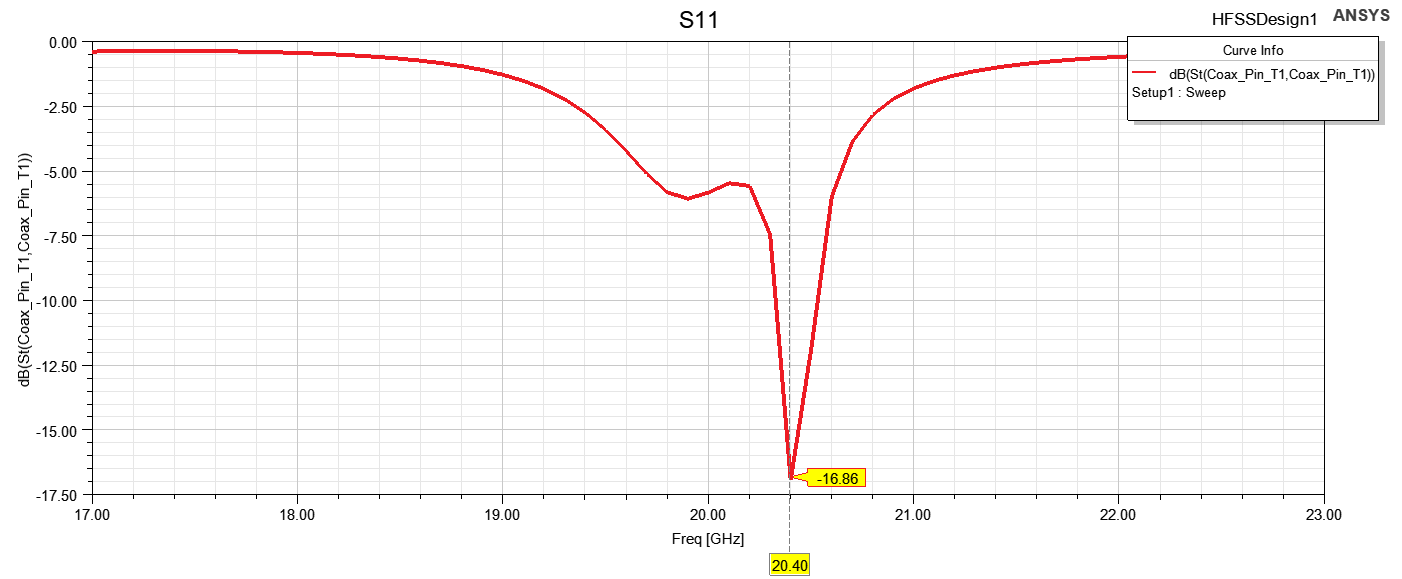 S11
HFSSDesign1
ANSYS
Curve Info
dB(St(Coax_Pin_T1,Coax_Pin_T1))
Setup1 : Sweep
dB(St(Coax_Pin_T1,Coax_Pin_T1))
0.00
-2.50
-5.00
-7.50
-10.00
-12.50
-15.00
-17.50
-16.86
17.00
18.00
19.00
20.00
21.00
22.00
23.00
Freq [GHz]
20.40